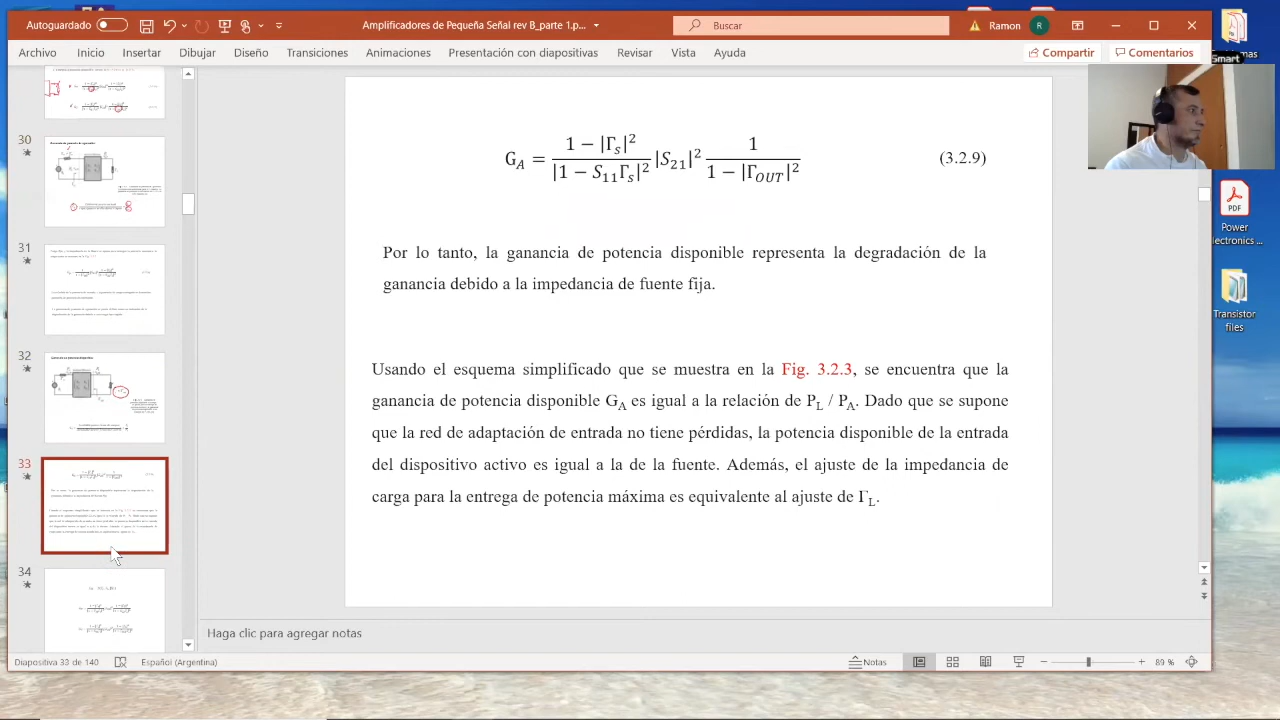 Autoguardado
Amplificadores de Pequeña Señal rev 8_parte 1.p...
Buscar
Ramon
R
Archivo Inicio Insertar Dibujar Diseño Transiciones Animaciones Presentación con diapositivas Revisar Vista Ayuda
Compartir
Comentarios
Smart
30
31
32
33
34
G_A = (1 − |Γ_S|^2) / |1 − S_11Γ_s|^2 |S_21|^2 1 / (1 − |Γ_OUT|^2) (3.2.9)
Por lo tanto, la ganancia de potencia disponible representa la degradación de la
ganancia debido a una impedancia de fuente fija.
Usando el esquema simplificado que se muestra en la Fig. 3.2.3, se encuentra que la
ganancia de potencia disponible G_A es igual a la relación de P_L / P_A. Dado que se supone
que la red de adaptación de entrada no tiene pérdidas, la potencia disponible de la entrada
del dispositivo activo es igual a la de la fuente. Además, el ajuste de la impedancia de
carga para la entrega de potencia máxima es equivalente al ajuste de Γ_L.
Haga clic para agregar notas
Diapositiva 33 de 140
Español (Argentina)
Notas
89 %
PDF
Power
Transistor
files